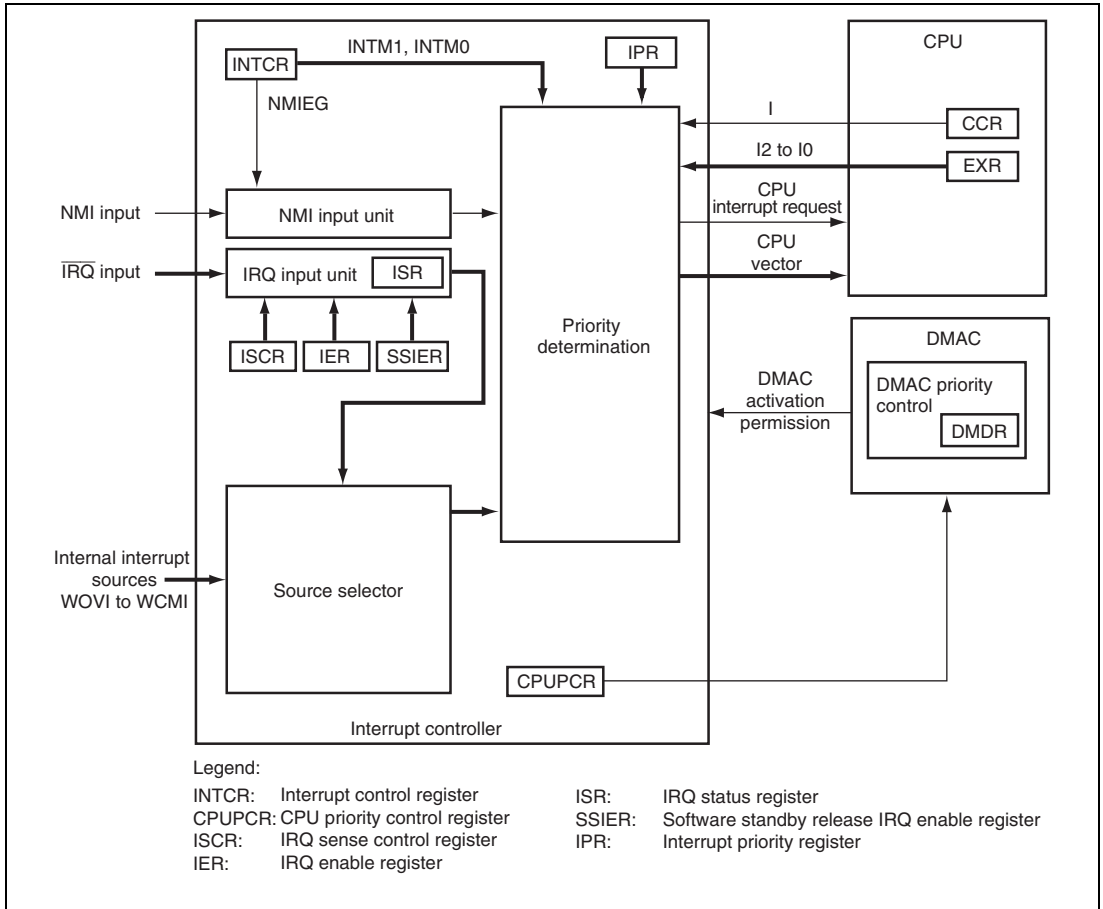 INTCR
INTM1, INTM0
IPR
CPU
NMIEG
I
CCR
I2 to I0
EXR
NMI input
NMI input unit
CPU
interrupt request
IRQ input
IRQ input unit
ISR
CPU
vector
ISCR
IER
SSIER
Priority
determination
DMAC
DMAC priority
control
DMDR
DMAC
activation
permission
Internal interrupt
sources
WOVI to WCMI
Source selector
CPUPCR
Interrupt controller
Legend:
INTCR: Interrupt control register
CPUPCR: CPU priority control register
ISCR: IRQ sense control register
IER: IRQ enable register
ISR: IRQ status register
SSIER: Software standby release IRQ enable register
IPR: Interrupt priority register